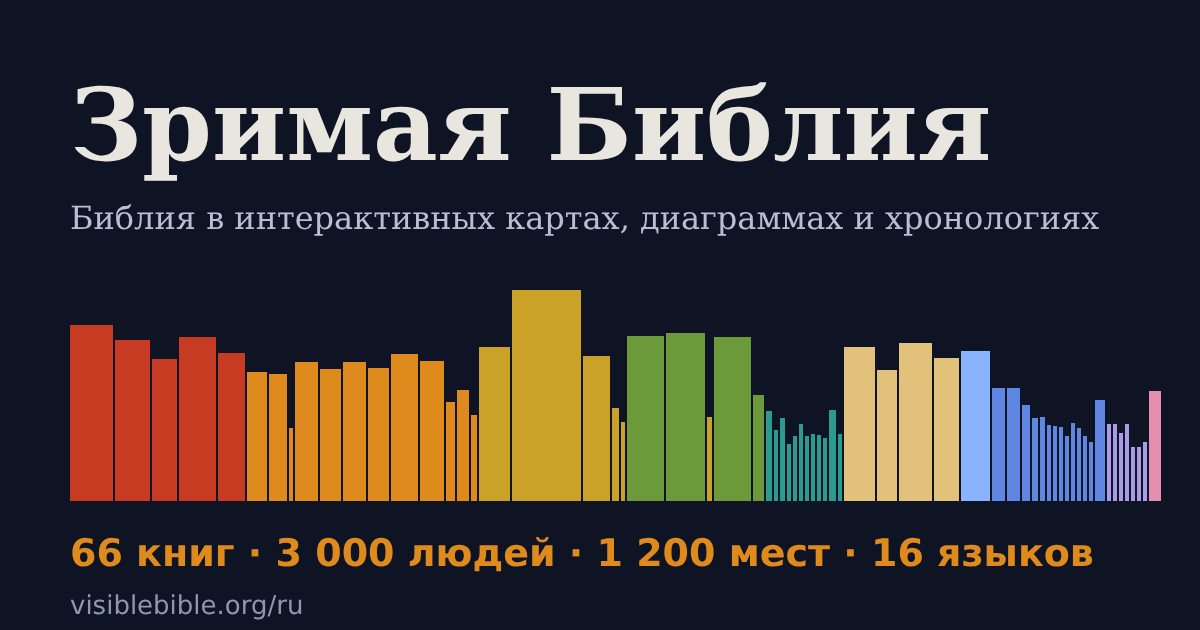 Зримая Библия
Библия в интерактивных картах, диаграммах и хронологиях
66 книг · 3 000 людей · 1 200 мест · 16 языков
visiblebible.org/ru